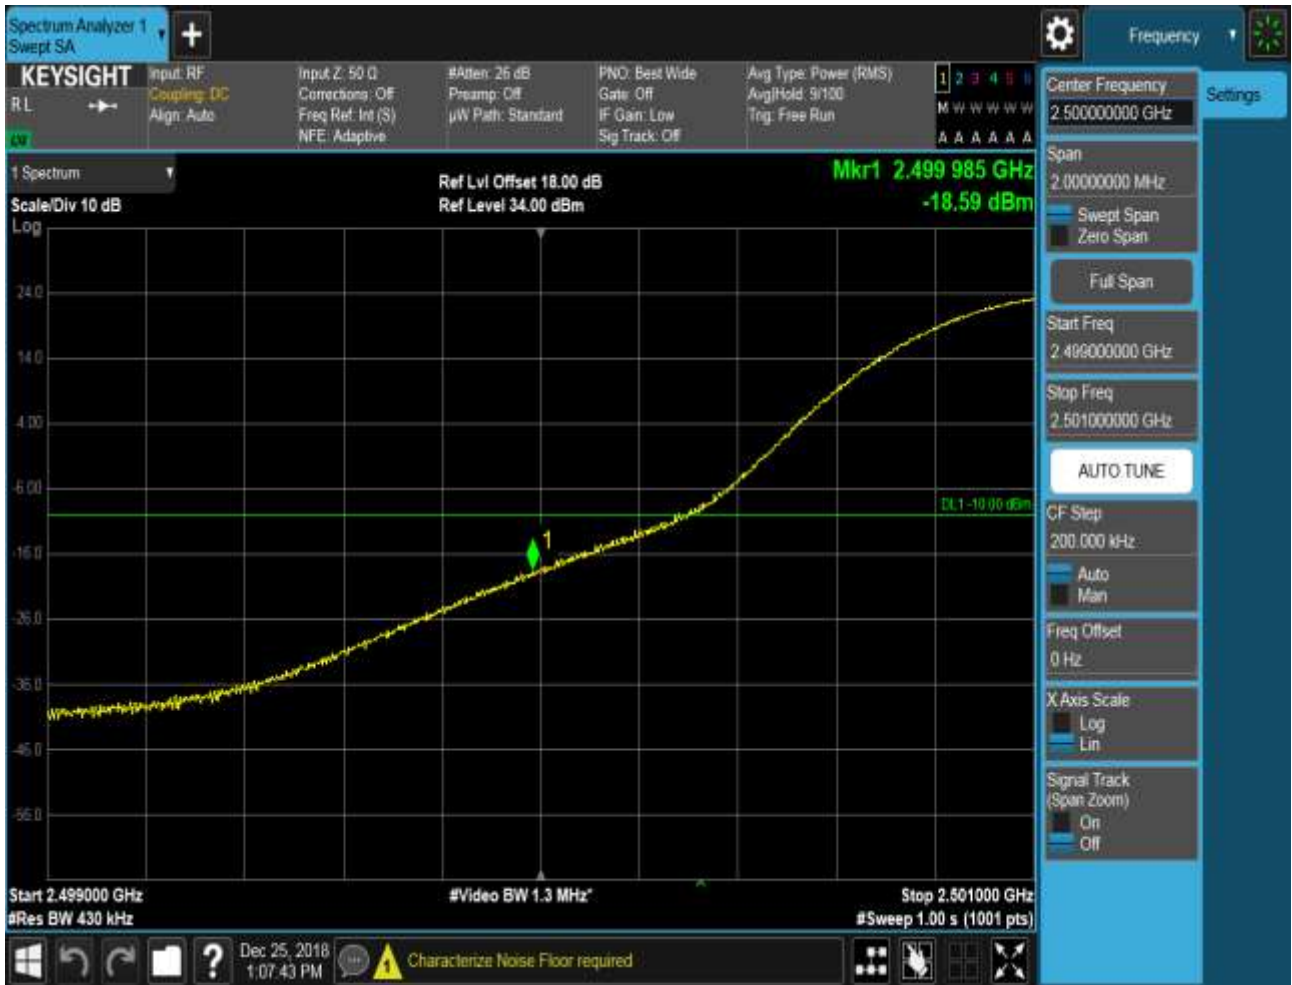 Spectrum Analyzer 1
Swept SA
+
Frequency
KEYSIGHT
RL
LXI
Input: RF
Coupling: DC
Align: Auto
Input Z: 50 Ω
Corrections: Off
Freq Ref: Int (S)
NFE: Adaptive
#Atten: 26 dB
Preamp: Off
µW Path: Standard
PNO: Best Wide
Gate: Off
IF Gain: Low
Sig Track: Off
Avg Type: Power (RMS)
Avg|Hold: 9/100
Trig: Free Run
1 2 3 4 5 6
M W W W W W
A A A A A A
1 Spectrum
Scale/Div 10 dB
Log
Ref Lvl Offset 18.00 dB
Ref Level 34.00 dBm
Mkr1 2.499 985 GHz
-18.59 dBm
24.0
14.0
4.00
-6.00
-16.0
-26.0
-36.0
-46.0
-56.0
DL1 -10.00 dBm
1
Start 2.499000 GHz
#Res BW 430 kHz
#Video BW 1.3 MHz*
Stop 2.501000 GHz
#Sweep 1.00 s (1001 pts)
Center Frequency
2.500000000 GHz
Settings
Span
2.00000000 MHz
Swept Span
Zero Span
Full Span
Start Freq
2.499000000 GHz
Stop Freq
2.501000000 GHz
AUTO TUNE
CF Step
200.000 kHz
Auto
Man
Freq Offset
0 Hz
X Axis Scale
Log
Lin
Signal Track
(Span Zoom)
On
Off
?
Dec 25, 2018
1:07:43 PM
1
Characterize Noise Floor required